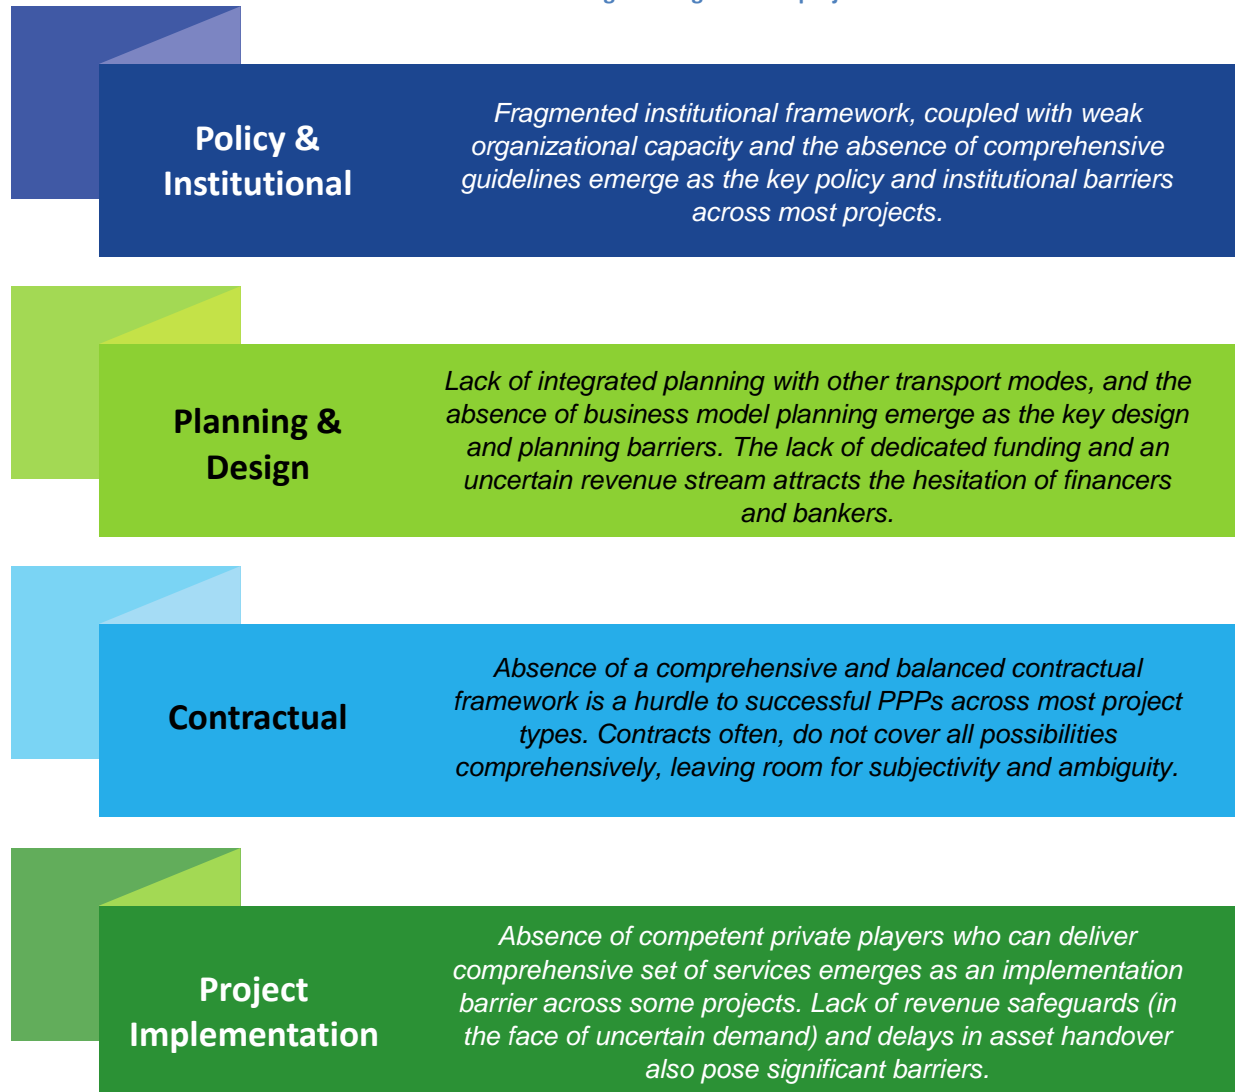 Policy &
Institutional
Fragmented institutional framework, coupled with weak
organizational capacity and the absence of comprehensive
guidelines emerge as the key policy and institutional barriers
across most projects.
Planning &
Design
Lack of integrated planning with other transport modes, and the
absence of business model planning emerge as the key design
and planning barriers. The lack of dedicated funding and an
uncertain revenue stream attracts the hesitation of financers
and bankers.
Contractual
Absence of a comprehensive and balanced contractual
framework is a hurdle to successful PPPs across most project
types. Contracts often, do not cover all possibilities
comprehensively, leaving room for subjectivity and ambiguity.
Project
Implementation
Absence of competent private players who can deliver
comprehensive set of services emerges as an implementation
barrier across some projects. Lack of revenue safeguards (in
the face of uncertain demand) and delays in asset handover
also pose significant barriers.